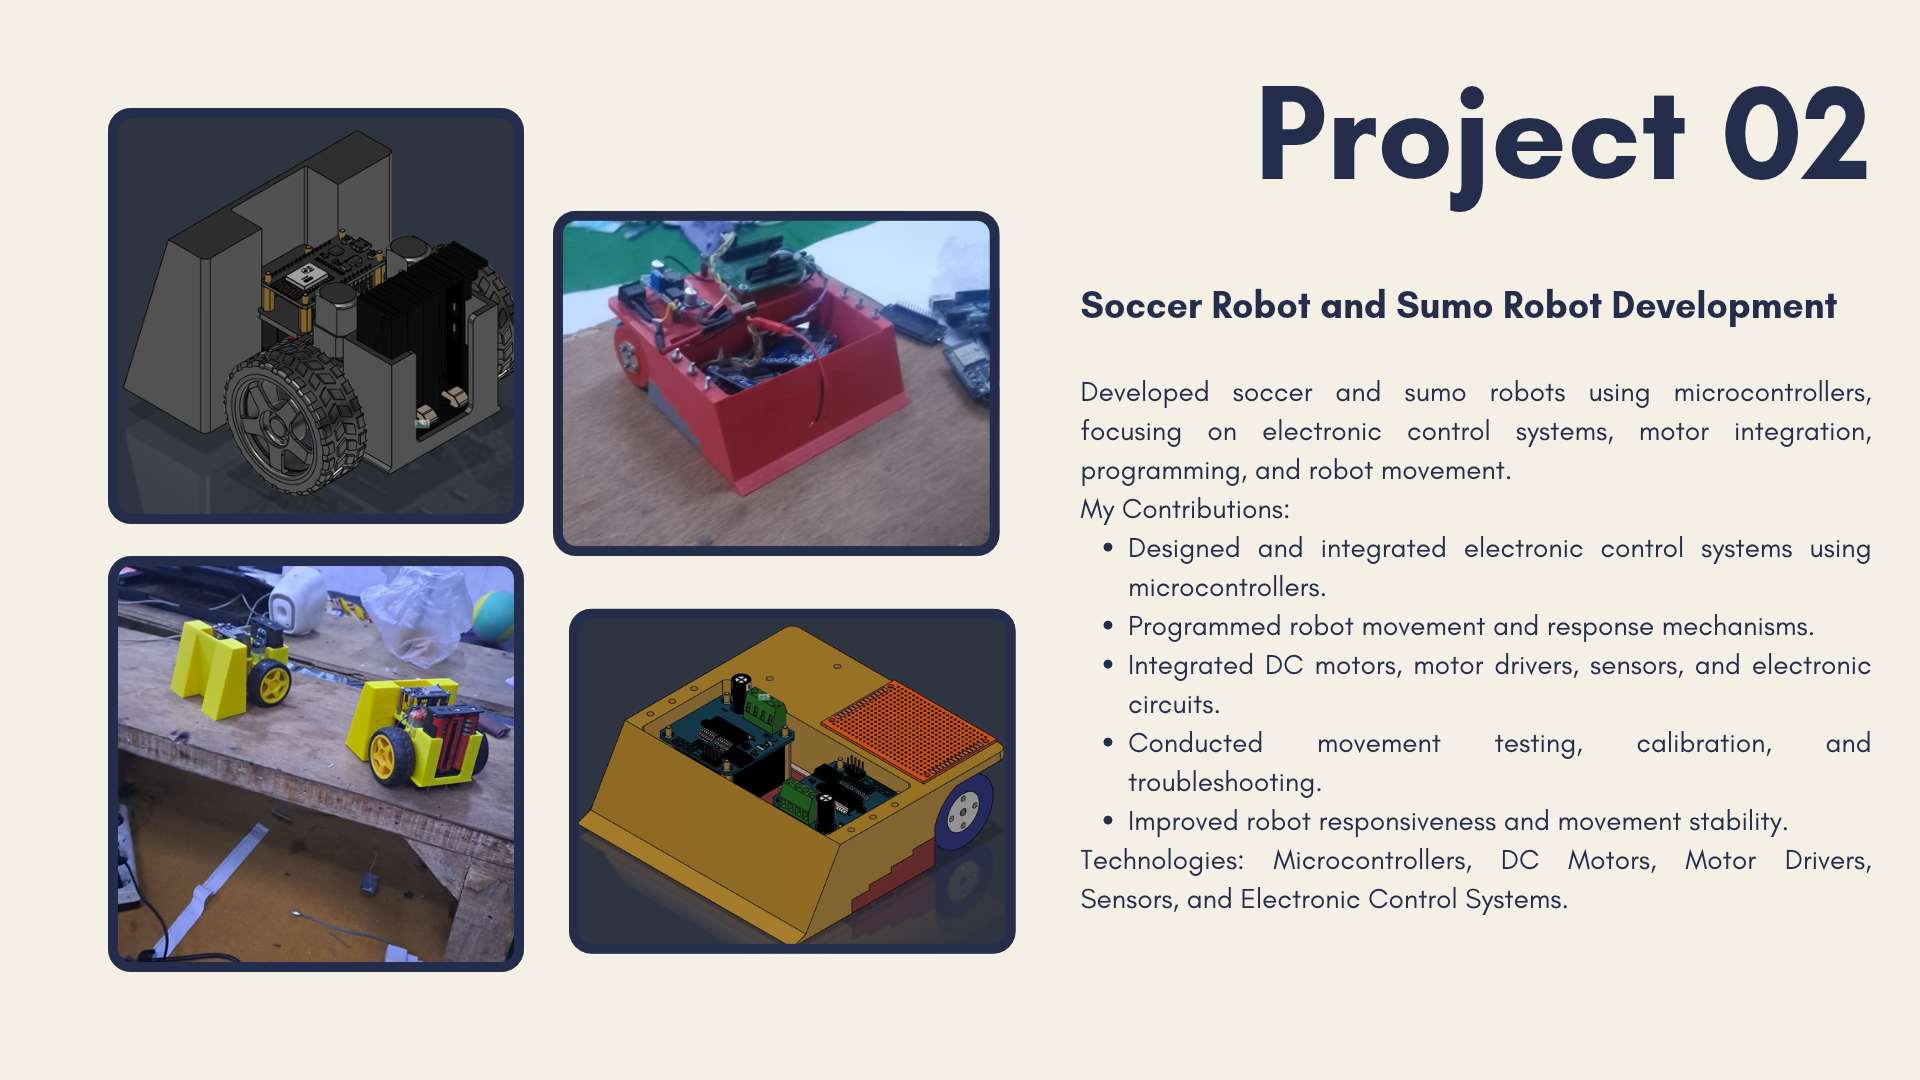 Project 02
Soccer Robot and Sumo Robot Development
Developed soccer and sumo robots using microcontrollers,
focusing on electronic control systems, motor integration,
programming, and robot movement.
My Contributions:
• Designed and integrated electronic control systems using
microcontrollers.
• Programmed robot movement and response mechanisms.
• Integrated DC motors, motor drivers, sensors, and electronic
circuits.
• Conducted movement testing, calibration, and
troubleshooting.
• Improved robot responsiveness and movement stability.
Technologies: Microcontrollers, DC Motors, Motor Drivers,
Sensors, and Electronic Control Systems.